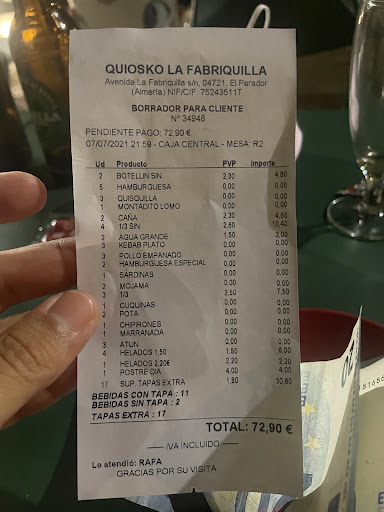 QUIOSKO LA FABRIQUILLA
Avenida La Fabriquilla s/n, 04721, El Parador
(Almeria) NIF/CIF: 75243511T
BORRADOR PARA CLIENTE
Nº 34948
PENDIENTE PAGO: 72,90 €
07/07/2021 21:59 - CAJA CENTRAL - MESA: R2
Ud Producto PVP Importe
2 BOTELLIN SIN 2,30 4,60
5 HAMBURGUESA 0,00 0,00
3 QUISQUILLA 0,00 0,00
1 MONTADITO LOMO 0,00 0,00
2 CAÑA 2,30 4,60
4 1/3 SIN 2,60 10,40
2 AGUA GRANDE 1,50 3,00
3 KEBAB PLATO 0,00 0,00
3 POLLO EMPANADO 0,00 0,00
2 HAMBURGUESA ESPECIAL 0,00 0,00
1 SARDINAS 0,00 0,00
2 MOJAMA 0,00 0,00
3 1/3 2,50 7,50
1 CUQUINAS 0,00 0,00
2 POTA 0,00 0,00
1 CHIPIRONES 0,00 0,00
1 MARRANADA 0,00 0,00
3 ATUN 0,00 0,00
4 HELADOS 1,50 1,50 6,00
1 HELADOS 2,20€ 2,20 2,20
1 POSTRE DIA 4,00 4,00
17 SUP. TAPAS EXTRA 1,80 30,60
BEBIDAS CON TAPA : 11
BEBIDAS SIN TAPA : 2
TAPAS EXTRA : 17
TOTAL: 72,90 €
IVA INCLUIDO
Le atendió: RAFA
GRACIAS POR SU VISITA